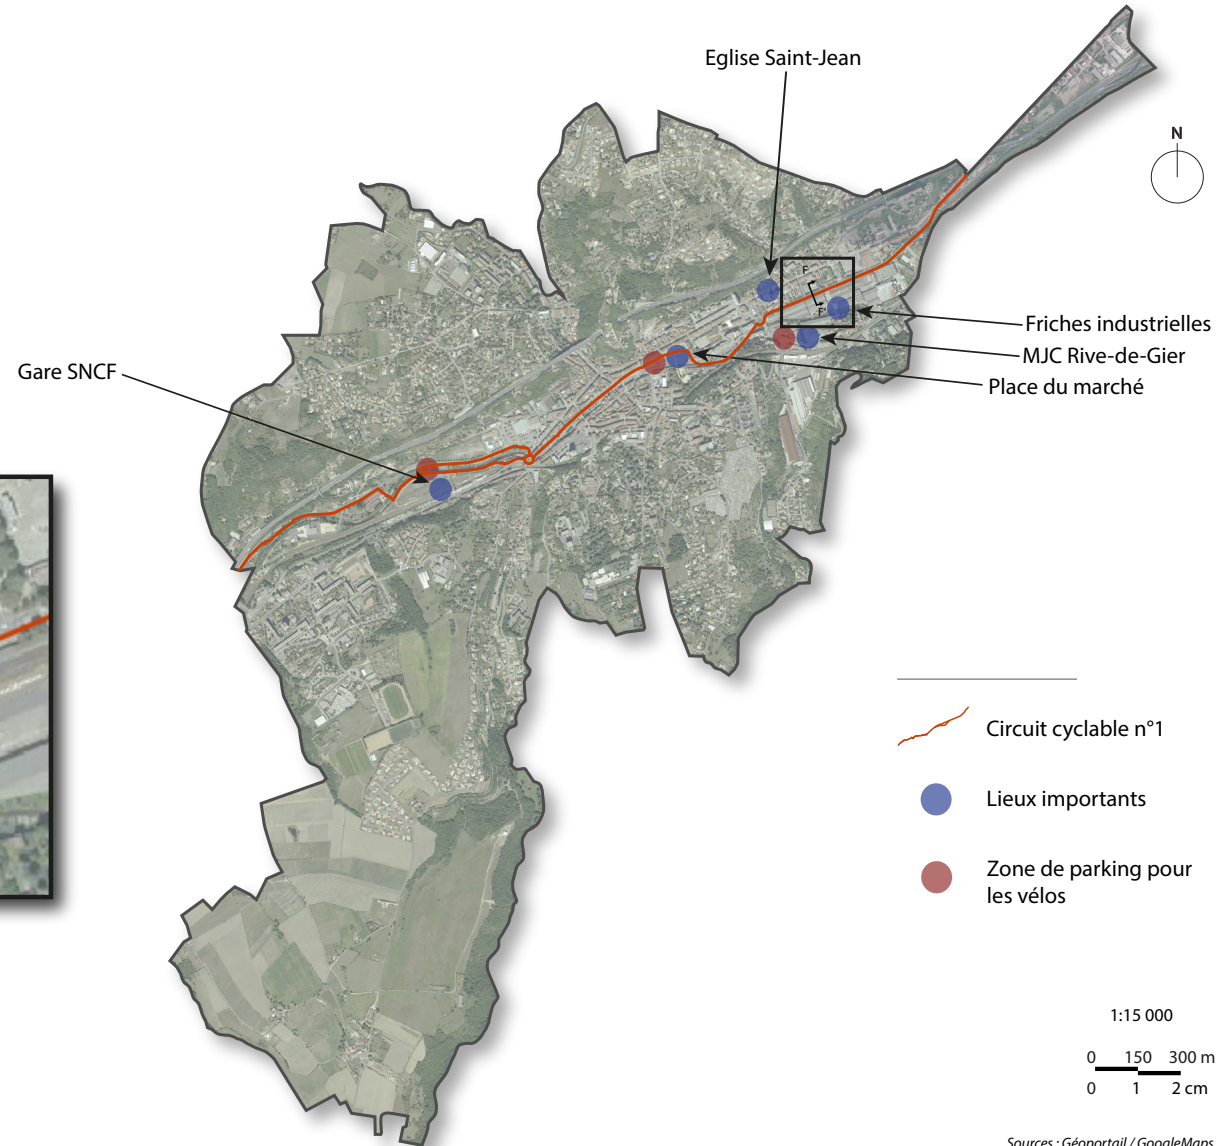 Eglise Saint-Jean
N
F
F'
Friches industrielles
MJC Rive-de-Gier
Place du marché
Gare SNCF
Circuit cyclable n°1
Lieux importants
Zone de parking pour
les vélos
1:15 000
0 150 300 m
0 1 2 cm
Sources : Géoportail / GoogleMaps